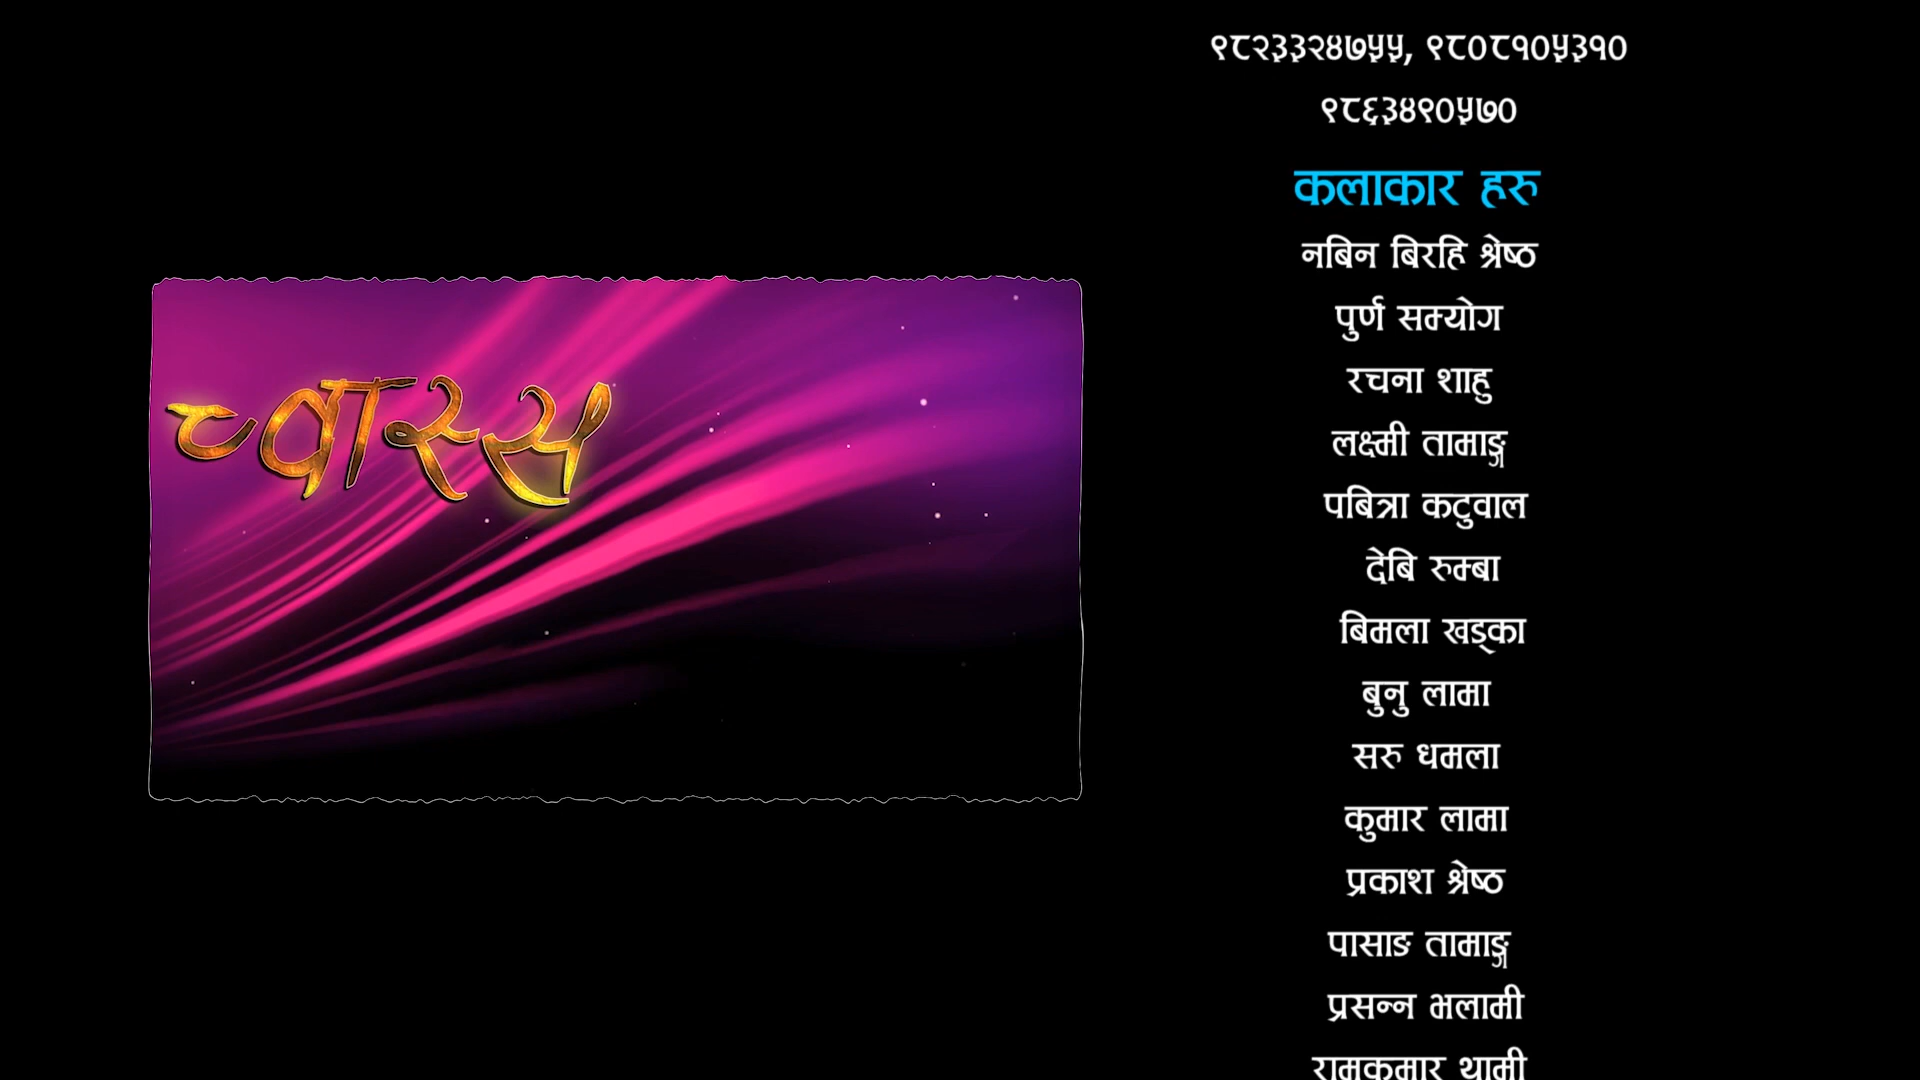 च्वास्स
९८२३३२४७५५, ९८०८१०५३१०
९८६३४९०५७०
कलाकार हरु
नबिन बिरहि श्रेष्ठ
पुर्ण सम्योग
रचना शाहु
लक्ष्मी तामाङ्ग
पबित्रा कटुवाल
देबि रुम्बा
बिमला खड्का
बुनु लामा
सरु धमला
कुमार लामा
प्रकाश श्रेष्ठ
पासाङ तामाङ्ग
प्रसन्न भलामी
रामकुमार थामी